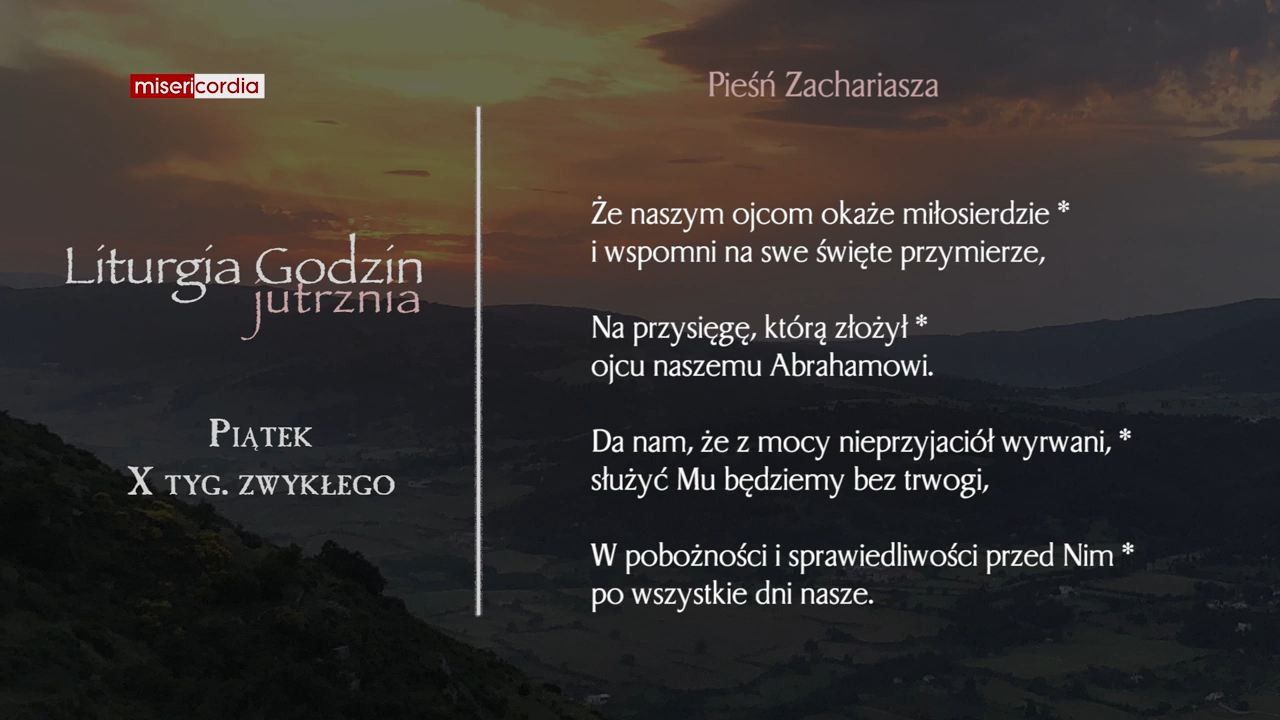 misericordia
Liturgia Godzin
jutrznia
Piątek
X tyg. zwykłego
Pieśń Zachariasza
Że naszym ojcom okaże miłosierdzie *
i wspomni na swe święte przymierze,
Na przysięgę, którą złożył *
ojcu naszemu Abrahamowi.
Da nam, że z mocy nieprzyjaciół wyrwani, *
służyć Mu będziemy bez trwogi,
W pobożności i sprawiedliwości przed Nim *
po wszystkie dni nasze.